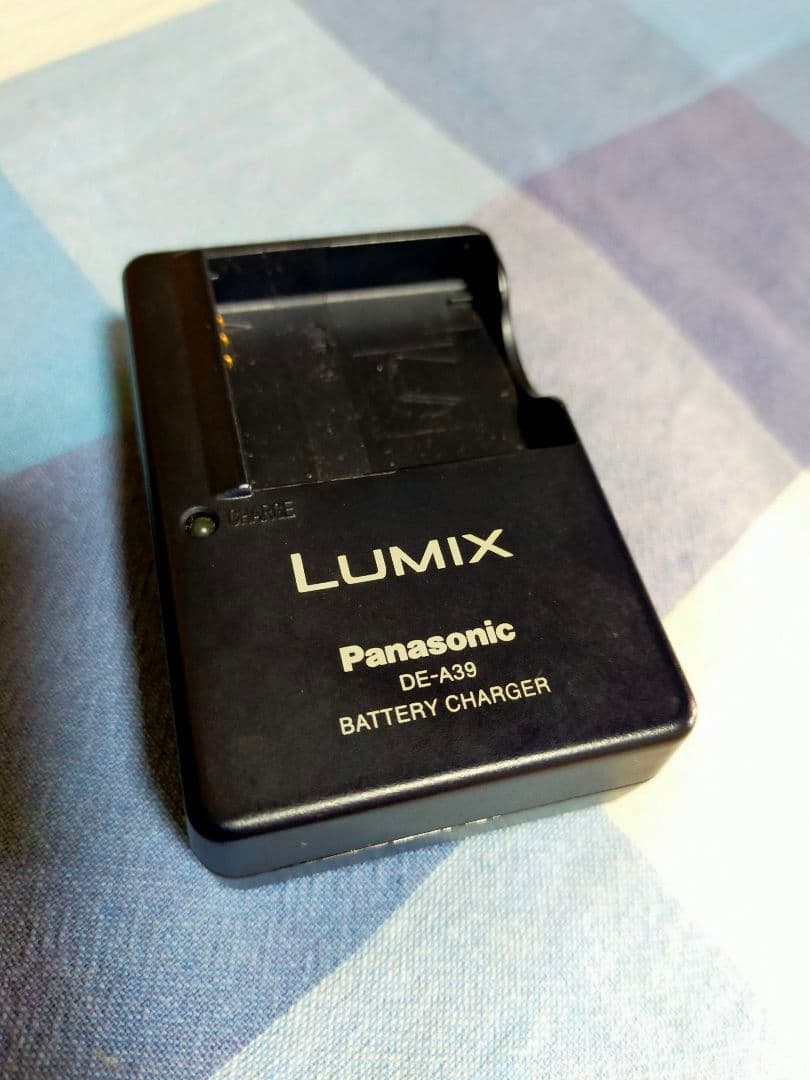 CHARGE
LUMIX
Panasonic
DE-A39
BATTERY CHARGER